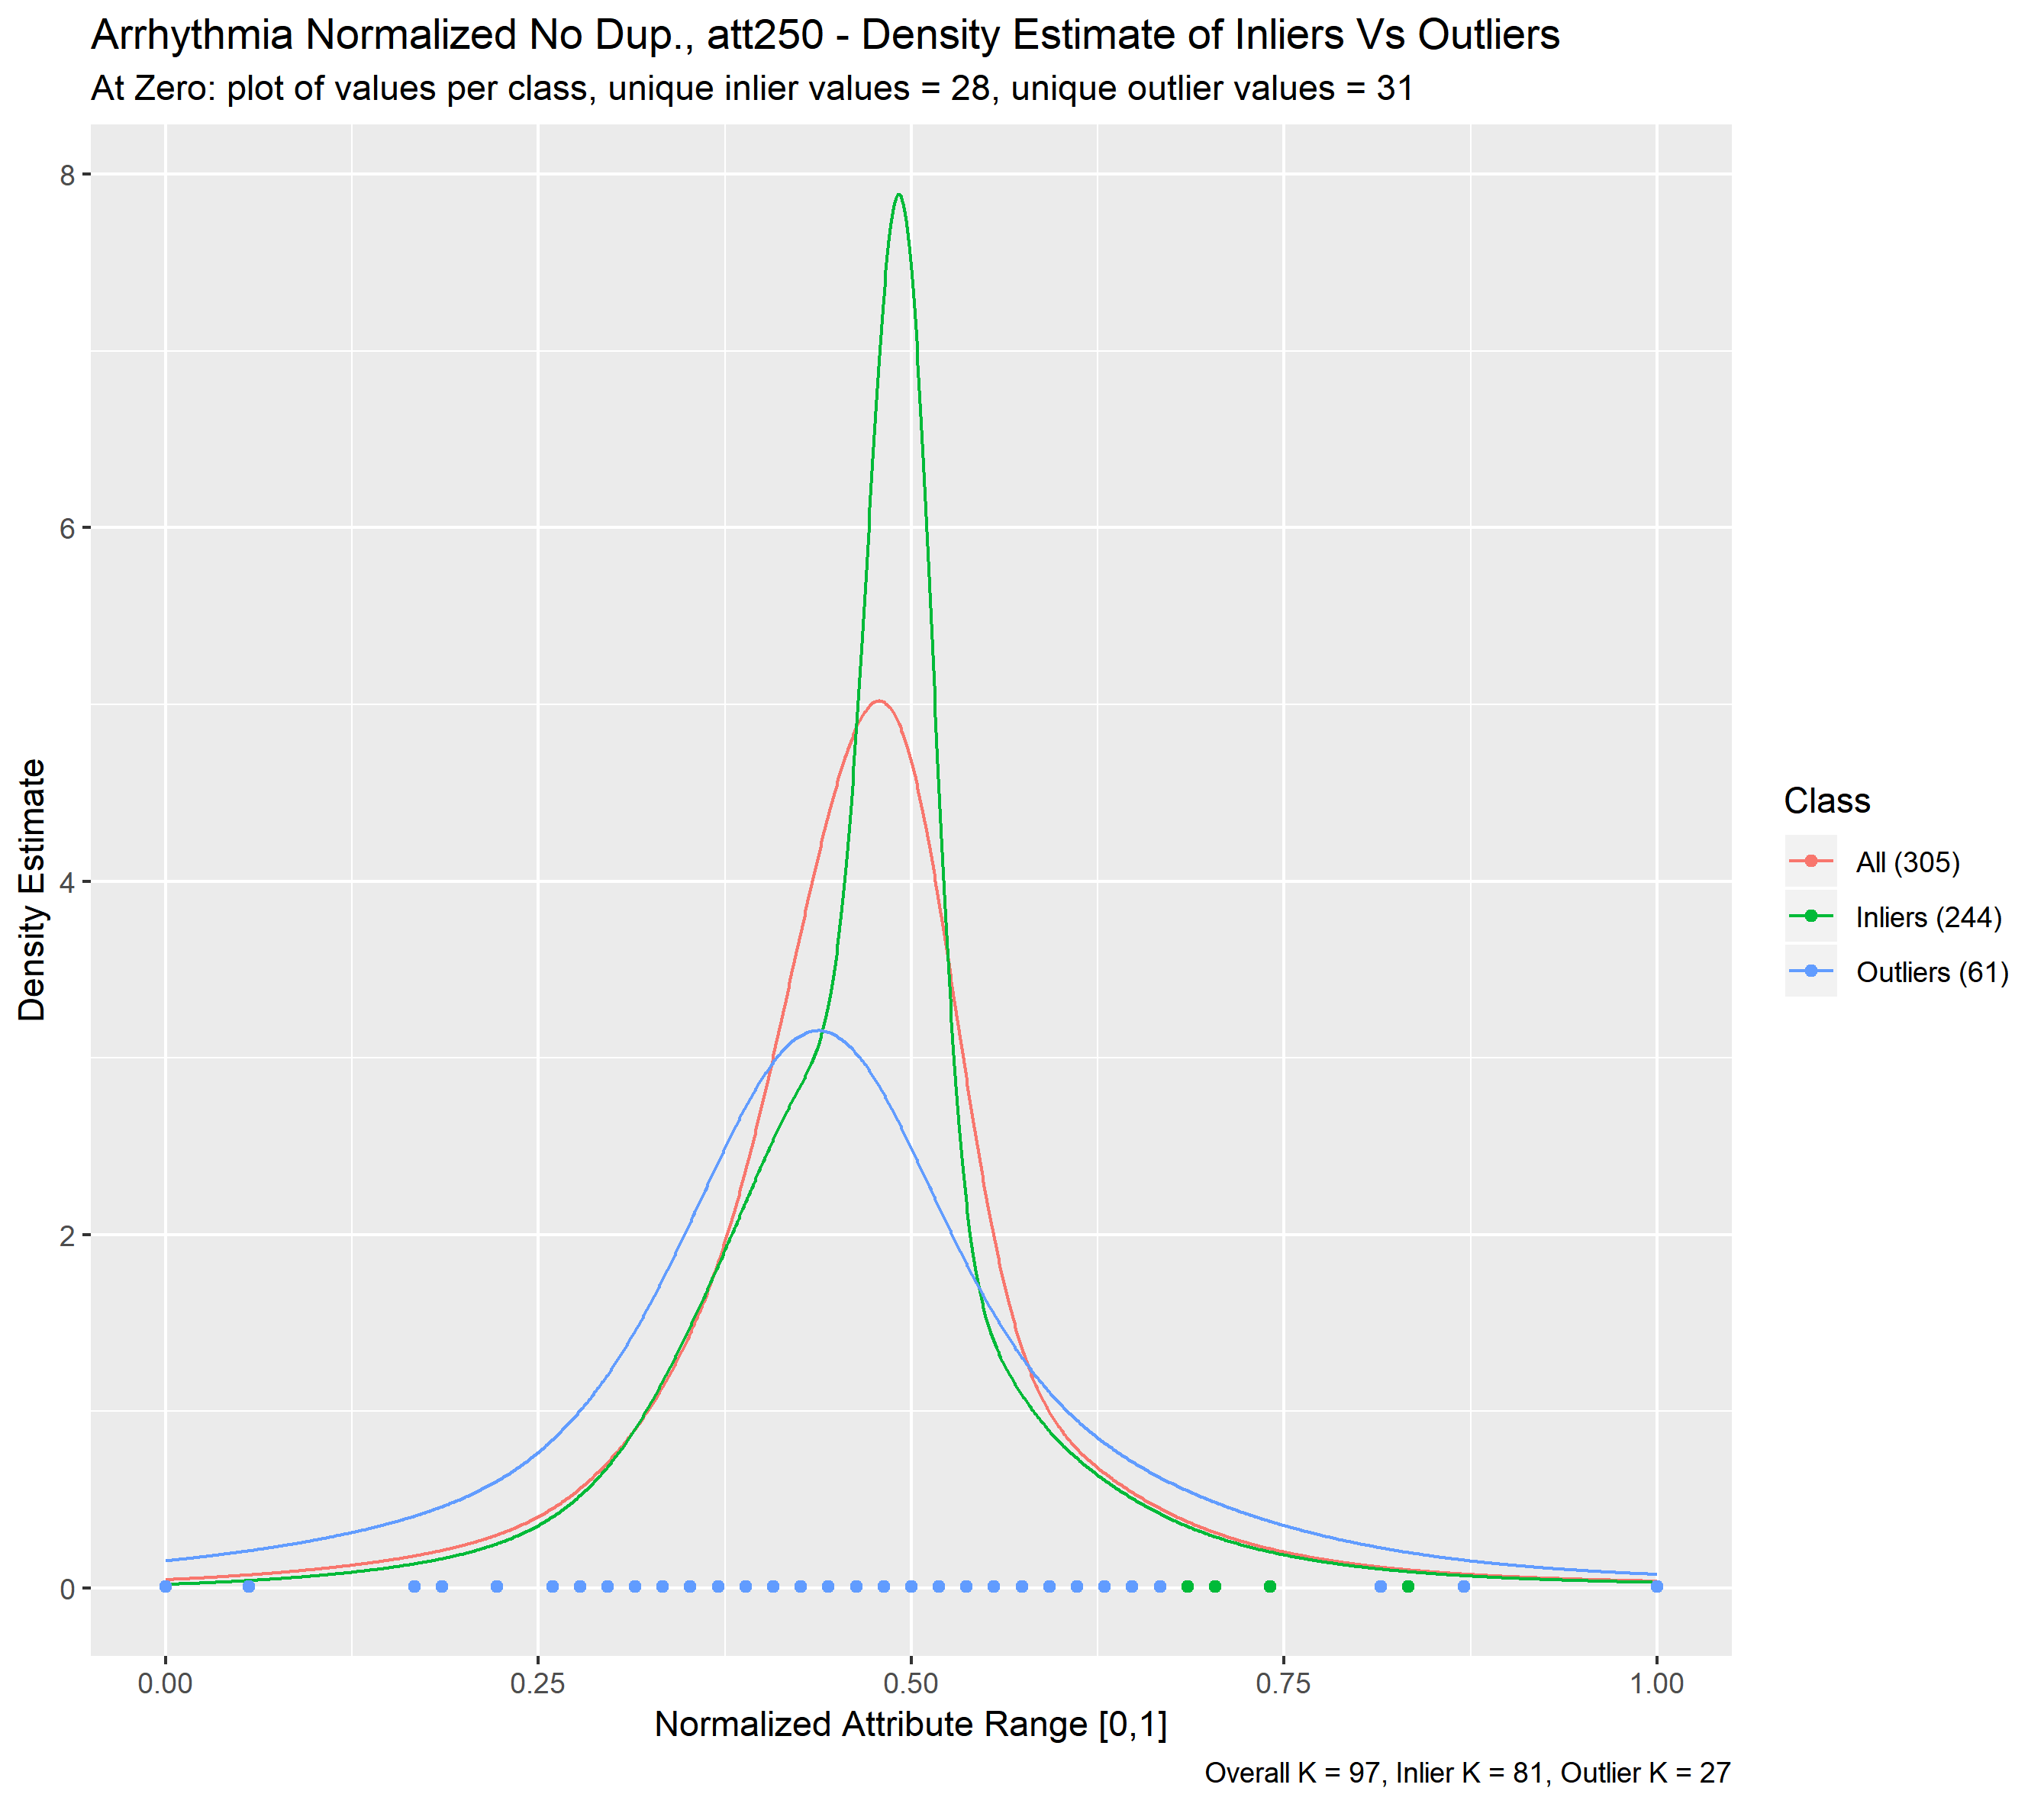 Arrhythmia Normalized No Dup., att250 - Density Estimate of Inliers Vs Outliers
At Zero: plot of values per class, unique inlier values = 28, unique outlier values = 31
8
6
4
2
0
Density Estimate
0.00 0.25 0.50 0.75 1.00
Normalized Attribute Range [0,1]
Overall K = 97, Inlier K = 81, Outlier K = 27
Class
All (305)
Inliers (244)
Outliers (61)